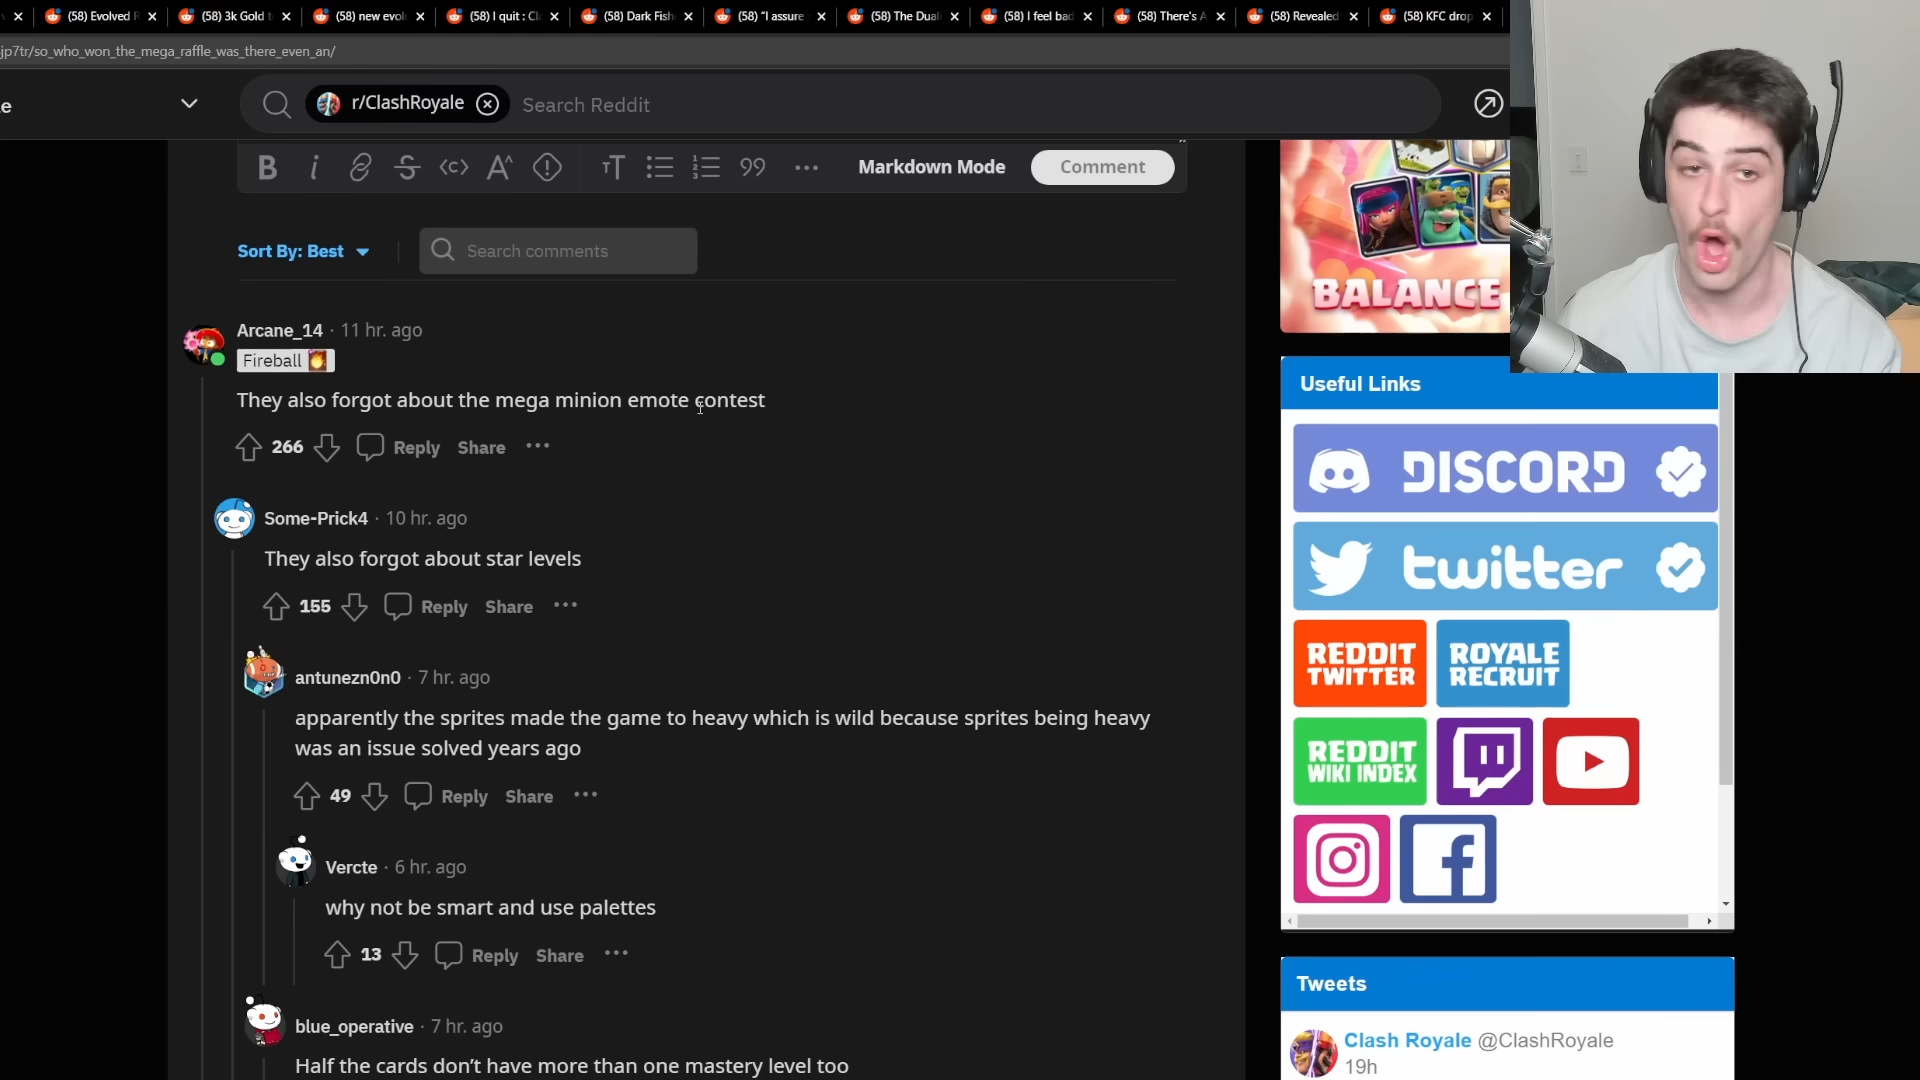 (58) Evolved R
(58) 3k Gold t
(58) new evol
(58) I quit : Cl
(58) Dark Fish
(58) "I assure
(58) The Dual
(58) I feel bad
(58) There's A
(58) Revealed
(58) KFC drop
jp7tr/so_who_won_the_mega_raffle_was_there_even_an/
e
r/ClashRoyale
Search Reddit
Markdown Mode
Comment
Sort By: Best
Search comments
Arcane_14 · 11 hr. ago
Fireball
They also forgot about the mega minion emote contest
266 Reply Share
Some-Prick4 · 10 hr. ago
They also forgot about star levels
155 Reply Share
antunezn0n0 · 7 hr. ago
apparently the sprites made the game to heavy which is wild because sprites being heavy
was an issue solved years ago
49 Reply Share
Vercte · 6 hr. ago
why not be smart and use palettes
13 Reply Share
blue_operative · 7 hr. ago
Half the cards don't have more than one mastery level too
BALANCE
Useful Links
DISCORD
twitter
REDDIT
TWITTER
ROYALE
RECRUIT
REDDIT
WIKI INDEX
Tweets
Clash Royale @ClashRoyale
19h